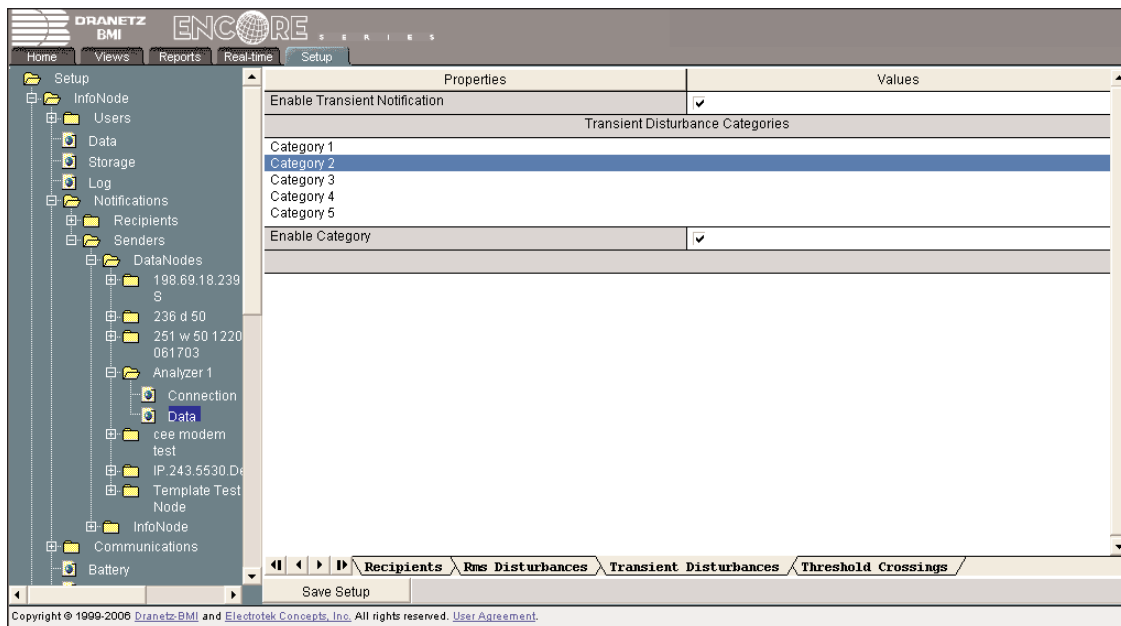 DRANETZ
BMI
ENCORE
SERIES
Home Views Reports Real-time Setup
Setup
InfoNode
Users
Data
Storage
Log
Notifications
Recipients
Senders
DataNodes
198.69.18.239
S
236 d 50
251 w 50 1220
061703
Analyzer 1
Connection
Data
cee modem
test
IP.243.5530.De
Template Test
Node
InfoNode
Communications
Battery
Properties Values
Enable Transient Notification
Transient Disturbance Categories
Category 1
Category 2
Category 3
Category 4
Category 5
Enable Category
Recipients Rms Disturbances Transient Disturbances Threshold Crossings
Save Setup
Copyright © 1999-2006 Dranetz-BMI and Electrotek Concepts, Inc. All rights reserved. User Agreement.